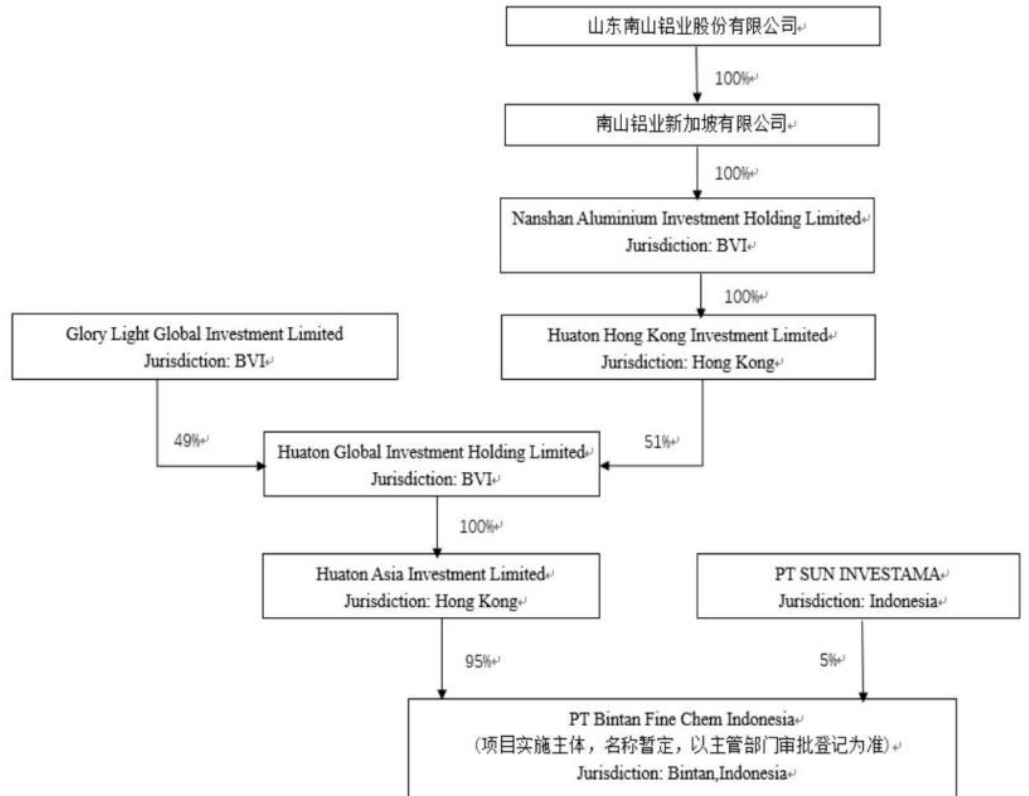 山东南山铝业股份有限公司
100%
南山铝业新加坡有限公司
100%
Nanshan Aluminium Investment Holding Limited
Jurisdiction: BVI
100%
Glory Light Global Investment Limited
Jurisdiction: BVI
Huaton Hong Kong Investment Limited
Jurisdiction: Hong Kong
49%
51%
Huaton Global Investment Holding Limited
Jurisdiction: BVI
100%
Huaton Asia Investment Limited
Jurisdiction: Hong Kong
PT SUN INVESTAMA
Jurisdiction: Indonesia
95%
5%
PT Bintan Fine Chem Indonesia
(项目实施主体，名称暂定，以主管部门审批登记为准)
Jurisdiction: Bintan,Indonesia